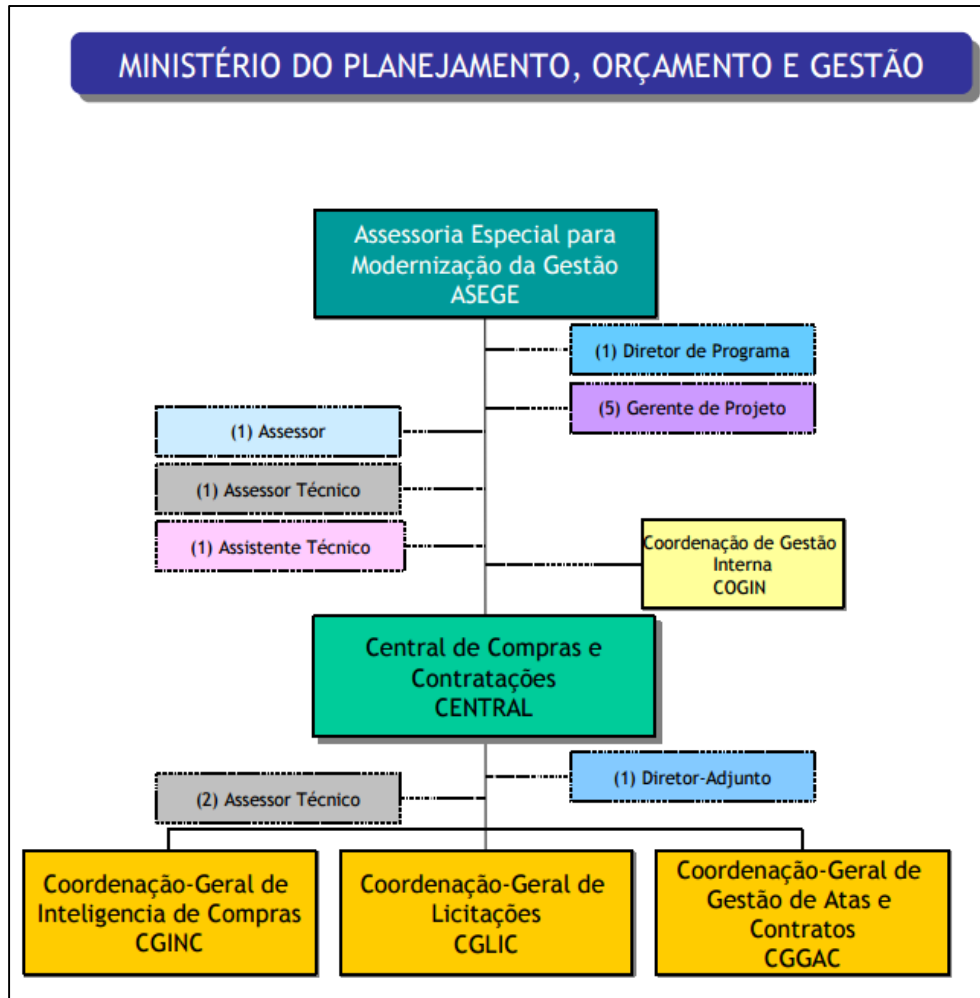 MINISTÉRIO DO PLANEJAMENTO, ORÇAMENTO E GESTÃO
Assessoria Especial para
Modernização da Gestão
ASEGE
(1) Diretor de Programa
(5) Gerente de Projeto
(1) Assessor
(1) Assessor Técnico
(1) Assistente Técnico
Coordenação de Gestão
Interna
COGIN
Central de Compras e
Contratações
CENTRAL
(1) Diretor-Adjunto
(2) Assessor Técnico
Coordenação-Geral de
Inteligencia de Compras
CGINC
Coordenação-Geral de
Licitações
CGLIC
Coordenação-Geral de
Gestão de Atas e
Contratos
CGGAC